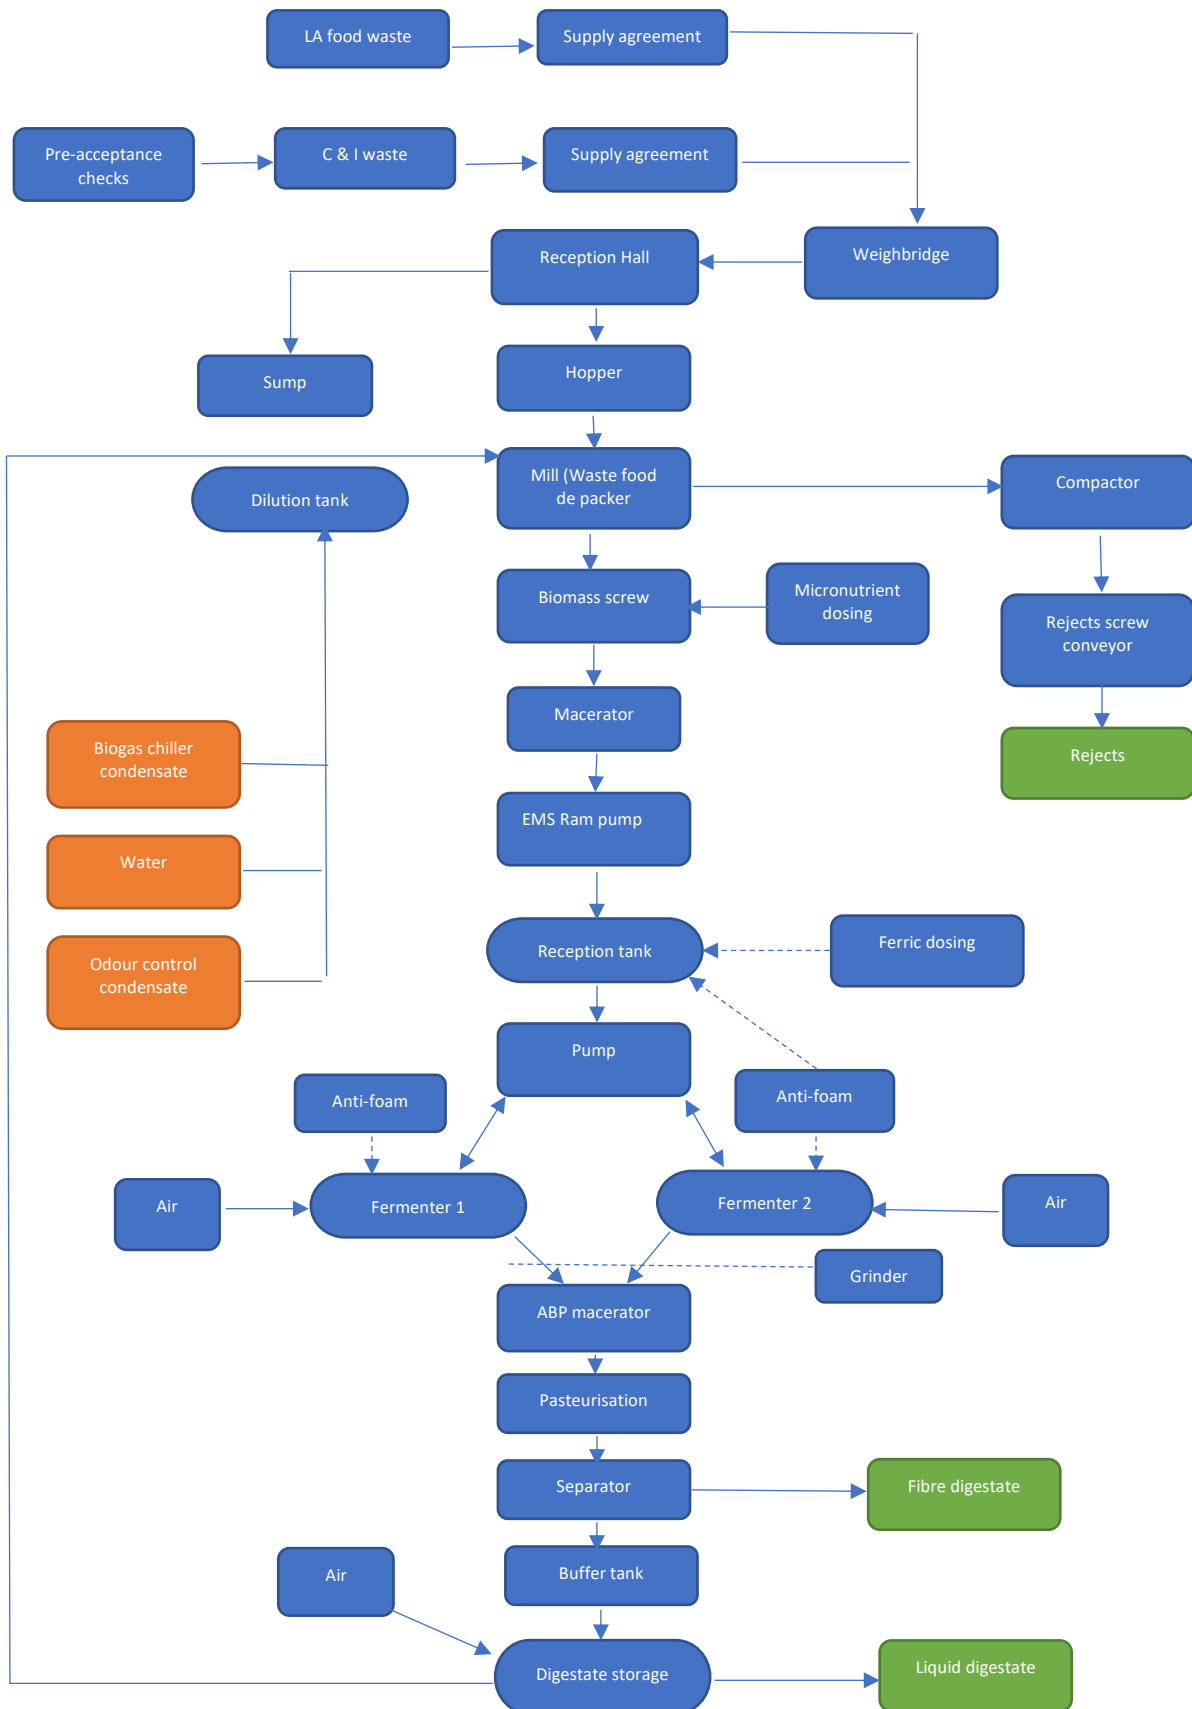 LA food waste
Supply agreement
Pre-acceptance
checks
C & I waste
Supply agreement
Reception Hall
Weighbridge
Sump
Hopper
Dilution tank
Mill (Waste food
de packer
Compactor
Biomass screw
Micronutrient
dosing
Rejects screw
conveyor
Macerator
Biogas chiller
condensate
Rejects
EMS Ram pump
Water
Odour control
condensate
Reception tank
Ferric dosing
Pump
Anti-foam
Anti-foam
Air
Fermenter 1
Fermenter 2
Air
Grinder
ABP macerator
Pasteurisation
Separator
Fibre digestate
Air
Buffer tank
Digestate storage
Liquid digestate